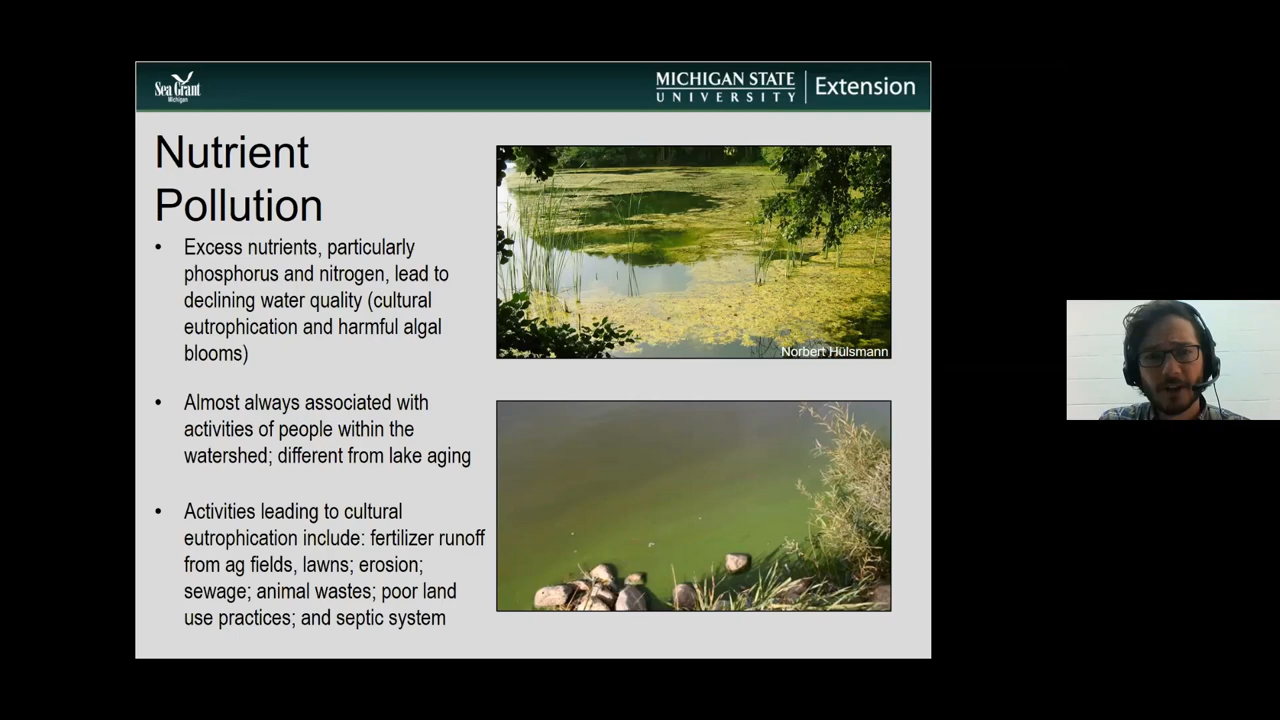 Sea Grant
Michigan
MICHIGAN STATE
UNIVERSITY
Extension
Nutrient
Pollution
• Excess nutrients, particularly
phosphorus and nitrogen, lead to
declining water quality (cultural
eutrophication and harmful algal
blooms)
• Almost always associated with
activities of people within the
watershed; different from lake aging
• Activities leading to cultural
eutrophication include: fertilizer runoff
from ag fields, lawns; erosion;
sewage; animal wastes; poor land
use practices; and septic system
Norbert Hülsmann